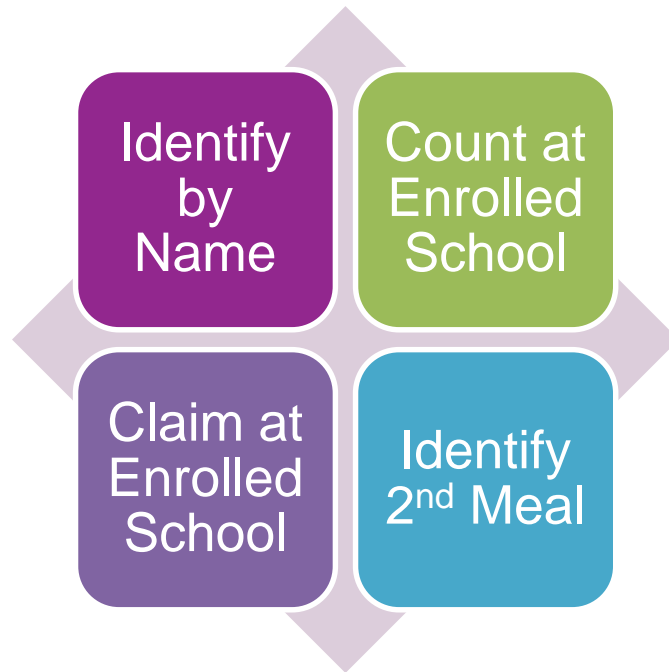 Identify
by
Name
Count at
Enrolled
School
Claim at
Enrolled
School
Identify
2nd Meal